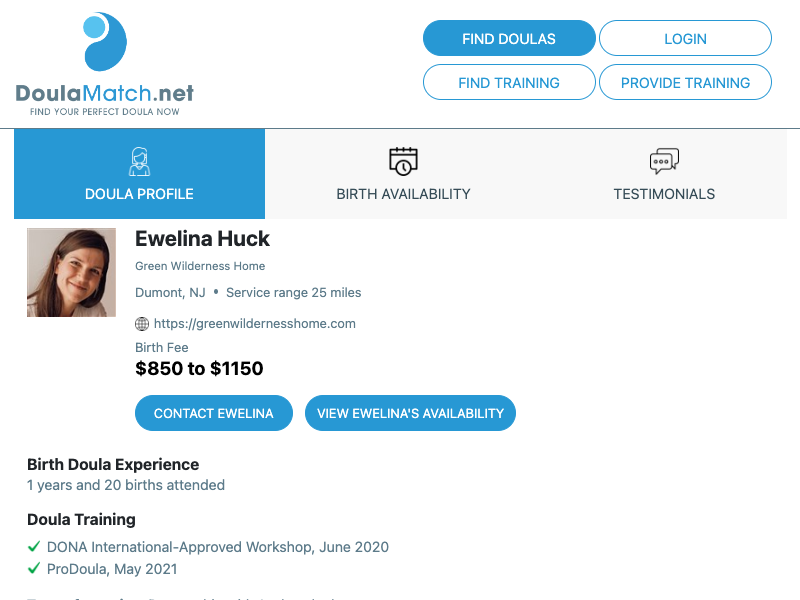 DoulaMatch.net
FIND YOUR PERFECT DOULA NOW
FIND DOULAS
LOGIN
FIND TRAINING
PROVIDE TRAINING
DOULA PROFILE
BIRTH AVAILABILITY
TESTIMONIALS
Ewelina Huck
Green Wilderness Home
Dumont, NJ • Service range 25 miles
https://greenwildernesshome.com
Birth Fee
$850 to $1150
CONTACT EWELINA
VIEW EWELINA'S AVAILABILITY
Birth Doula Experience
1 years and 20 births attended
Doula Training
DONA International-Approved Workshop, June 2020
ProDoula, May 2021